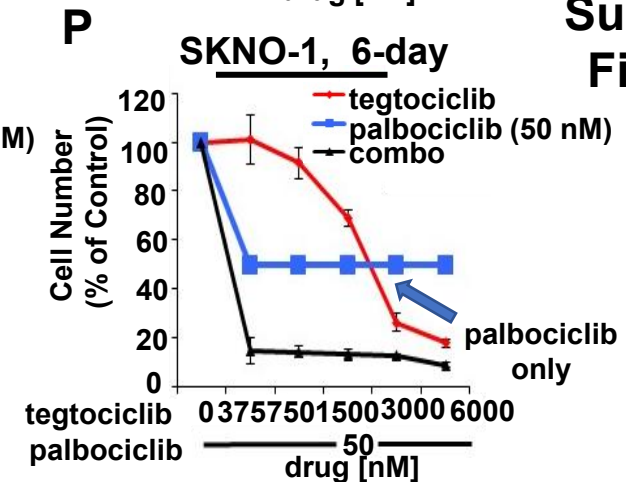 P
Su
Fi
SKNO-1, 6-day
M)
tegtociclib
palbociclib (50 nM)
combo
Cell Number
(% of Control)
120
100
80
60
40
20
0
palbociclib
only
tegtociclib 0 375 750 1500 3000 6000
palbociclib 50
drug [nM]